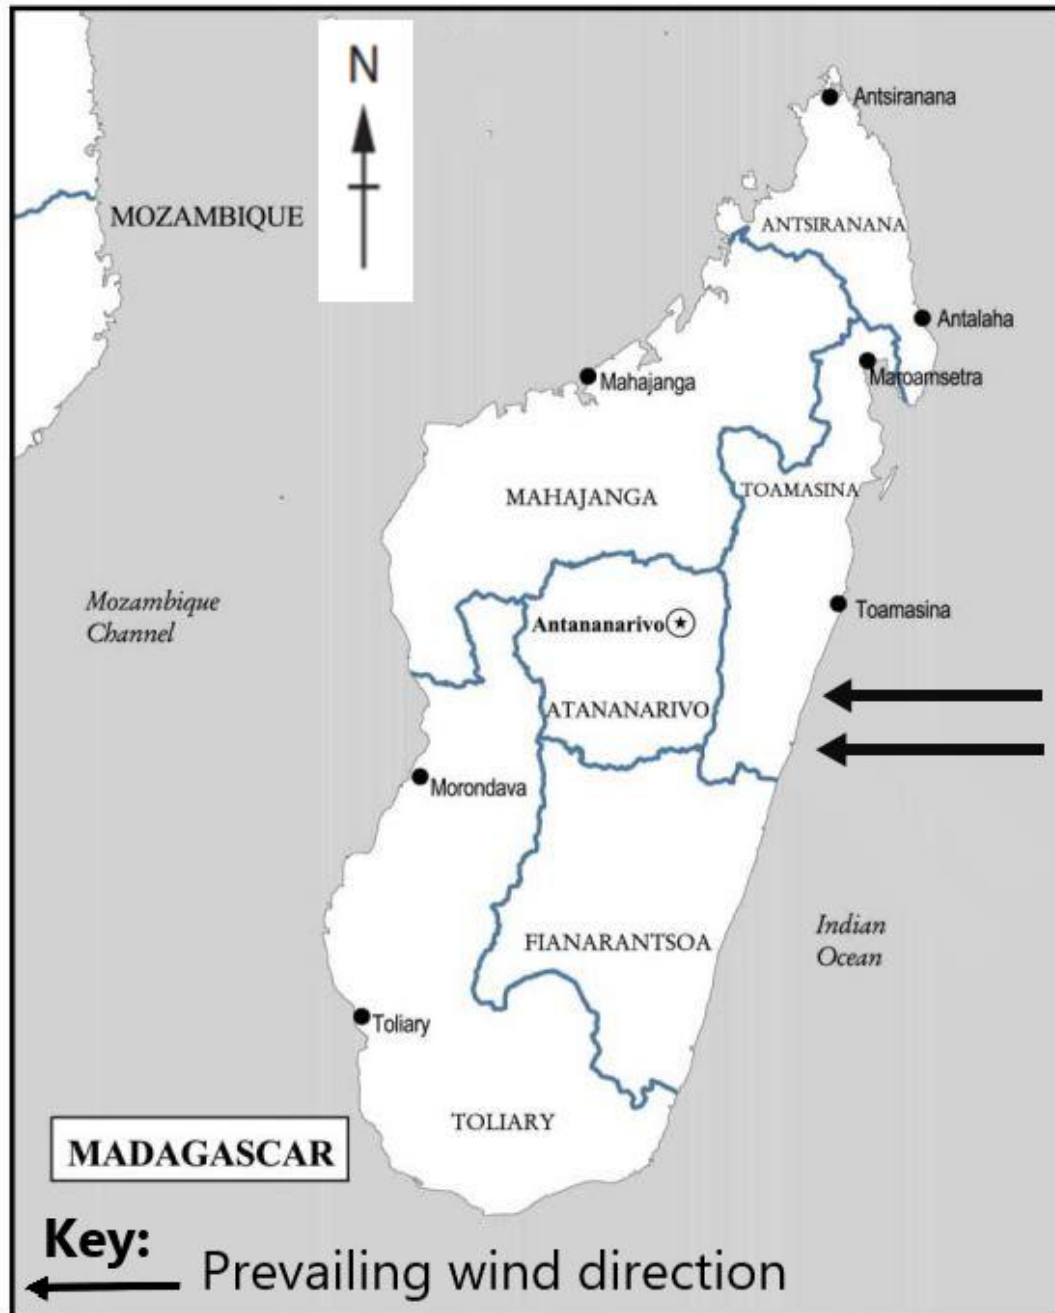 N
Antsiranana
MOZAMBIQUE
ANTSIRANANA
Antalaha
Maroamsetra
Mahajanga
MAHAJANGA
TOAMASINA
Mozambique
Channel
Toamasina
Antananarivo
ATANANARIVO
Morondava
Indian
Ocean
FIANARANTSOA
Toliary
TOLIARY
MADAGASCAR
Key:
Prevailing wind direction